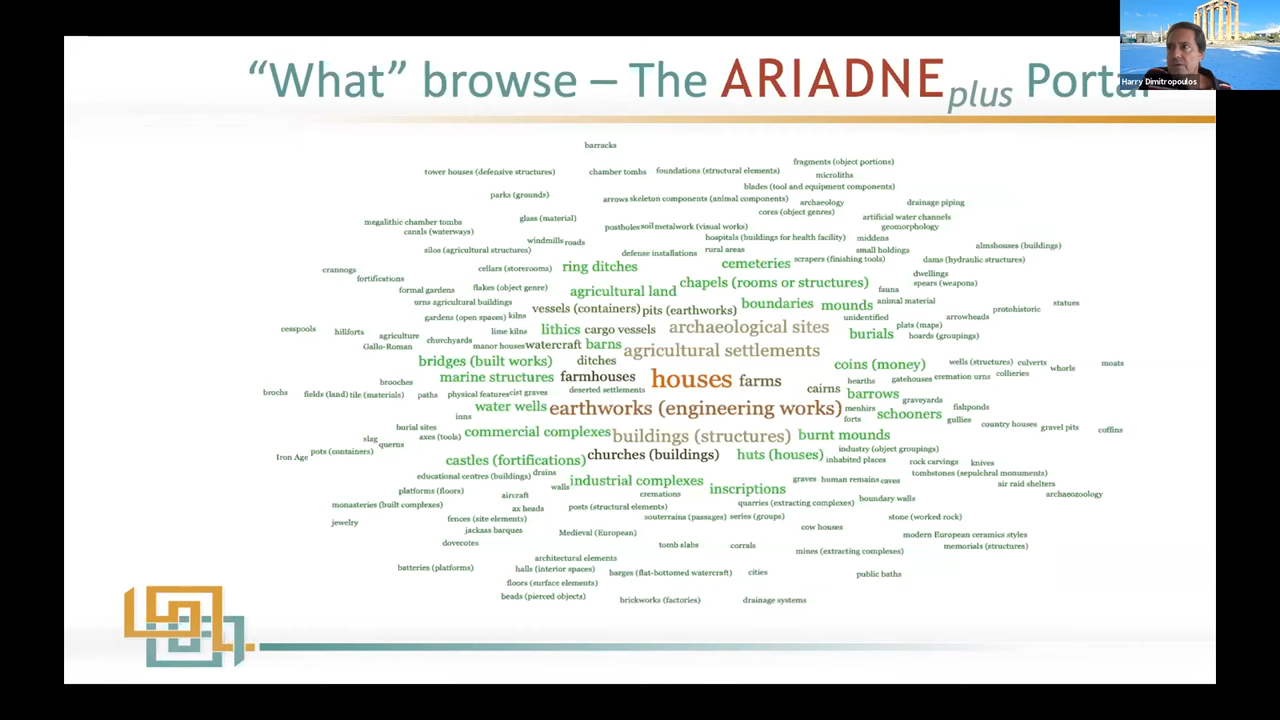 “What” browse – The ARIADNEplus Portal
Harry Dimitropoulos
barracks
fragments (object portions)
tower houses (defensive structures) chamber tombs foundations (structural elements)
microliths
blades (tool and equipment components)
parks (grounds) arrows skeleton components (animal components) archaeology drainage piping
cores (object genres)
megalithic chamber tombs glass (material) artificial water channels
canals (waterways) postholes soil metalwork (visual works) geomorphology
windmills roads hospitals (buildings for health facility) middens
silos (agricultural structures) defense installations rural areas small holdings almshouses (buildings)
cemeteries scrapers (finishing tools) dams (hydraulic structures)
crannogs cellars (storerooms) ring ditches
fortifications chapels (rooms or structures) dwellings
formal gardens flakes (object genre) agricultural land fauna spears (weapons)
urns agricultural buildings vessels (containers) pits (earthworks) boundaries mounds animal material statues
gardens (open spaces) kilns unidentified arrowheads protohistoric
cesspools hillforts lime kilns lithics cargo vessels archaeological sites burials plats (maps)
agriculture churchyards hoards (groupings)
Gallo-Roman manor houses watercraft barns agricultural settlements
bridges (built works) ditches coins (money) wells (structures) culverts moats
marine structures farmhouses houses farms hearths gatehouses cremation urns collieries whorls
brooches deserted settlements cairns
brochs fields (land) tile (materials) paths physical features cist graves barrows graveyards
water wells earthworks (engineering works) menhirs schooners fishponds
inns forts gullies country houses gravel pits
burial sites commercial complexes buildings (structures) burnt mounds coffins
slag axes (tools)
querns industry (object groupings)
pots (containers) castles (fortifications) churches (buildings) huts (houses) inhabited places rock carvings knives
Iron Age
educational centres (buildings) drains tombstones (sepulchral monuments)
industrial complexes graves human remains caves air raid shelters
platforms (floors) aircraft walls cremations inscriptions archaeozoology
monasteries (built complexes) ax heads posts (structural elements) quarries (extracting complexes) boundary walls
jewelry fences (site elements) souterrains (passages) series (groups) stone (worked rock)
jackass barques Medieval (European) cow houses modern European ceramics styles
dovecotes tomb slabs corrals mines (extracting complexes) memorials (structures)
architectural elements
batteries (platforms) halls (interior spaces) barges (flat-bottomed watercraft) cities public baths
floors (surface elements)
beads (pierced objects) brickworks (factories) drainage systems